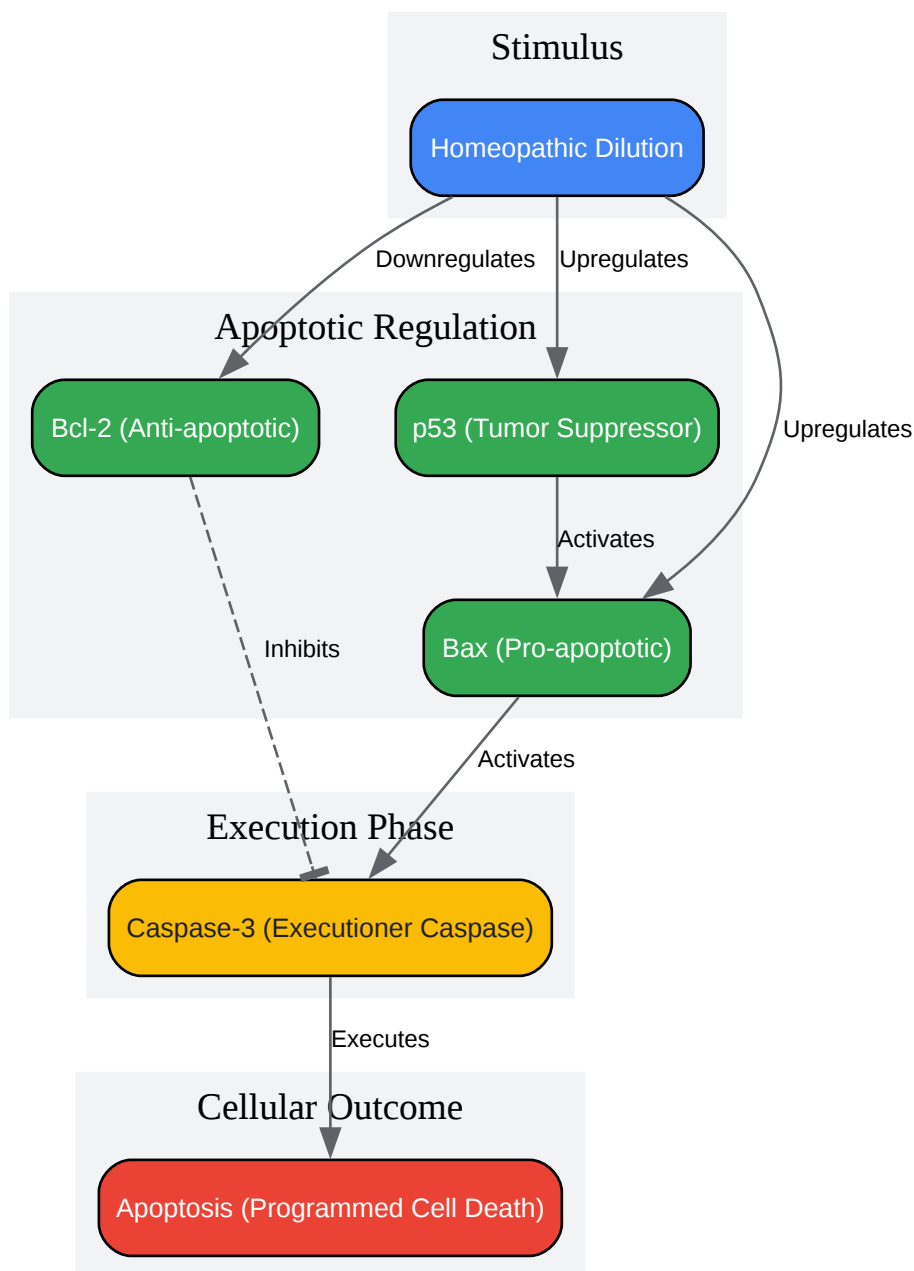 Stimulus
Homeopathic Dilution
Downregulates
Upregulates
Apoptotic Regulation
Bcl-2 (Anti-apoptotic)
p53 (Tumor Suppressor)
Upregulates
Activates
Inhibits
Bax (Pro-apoptotic)
Activates
Execution Phase
Caspase-3 (Executioner Caspase)
Executes
Cellular Outcome
Apoptosis (Programmed Cell Death)